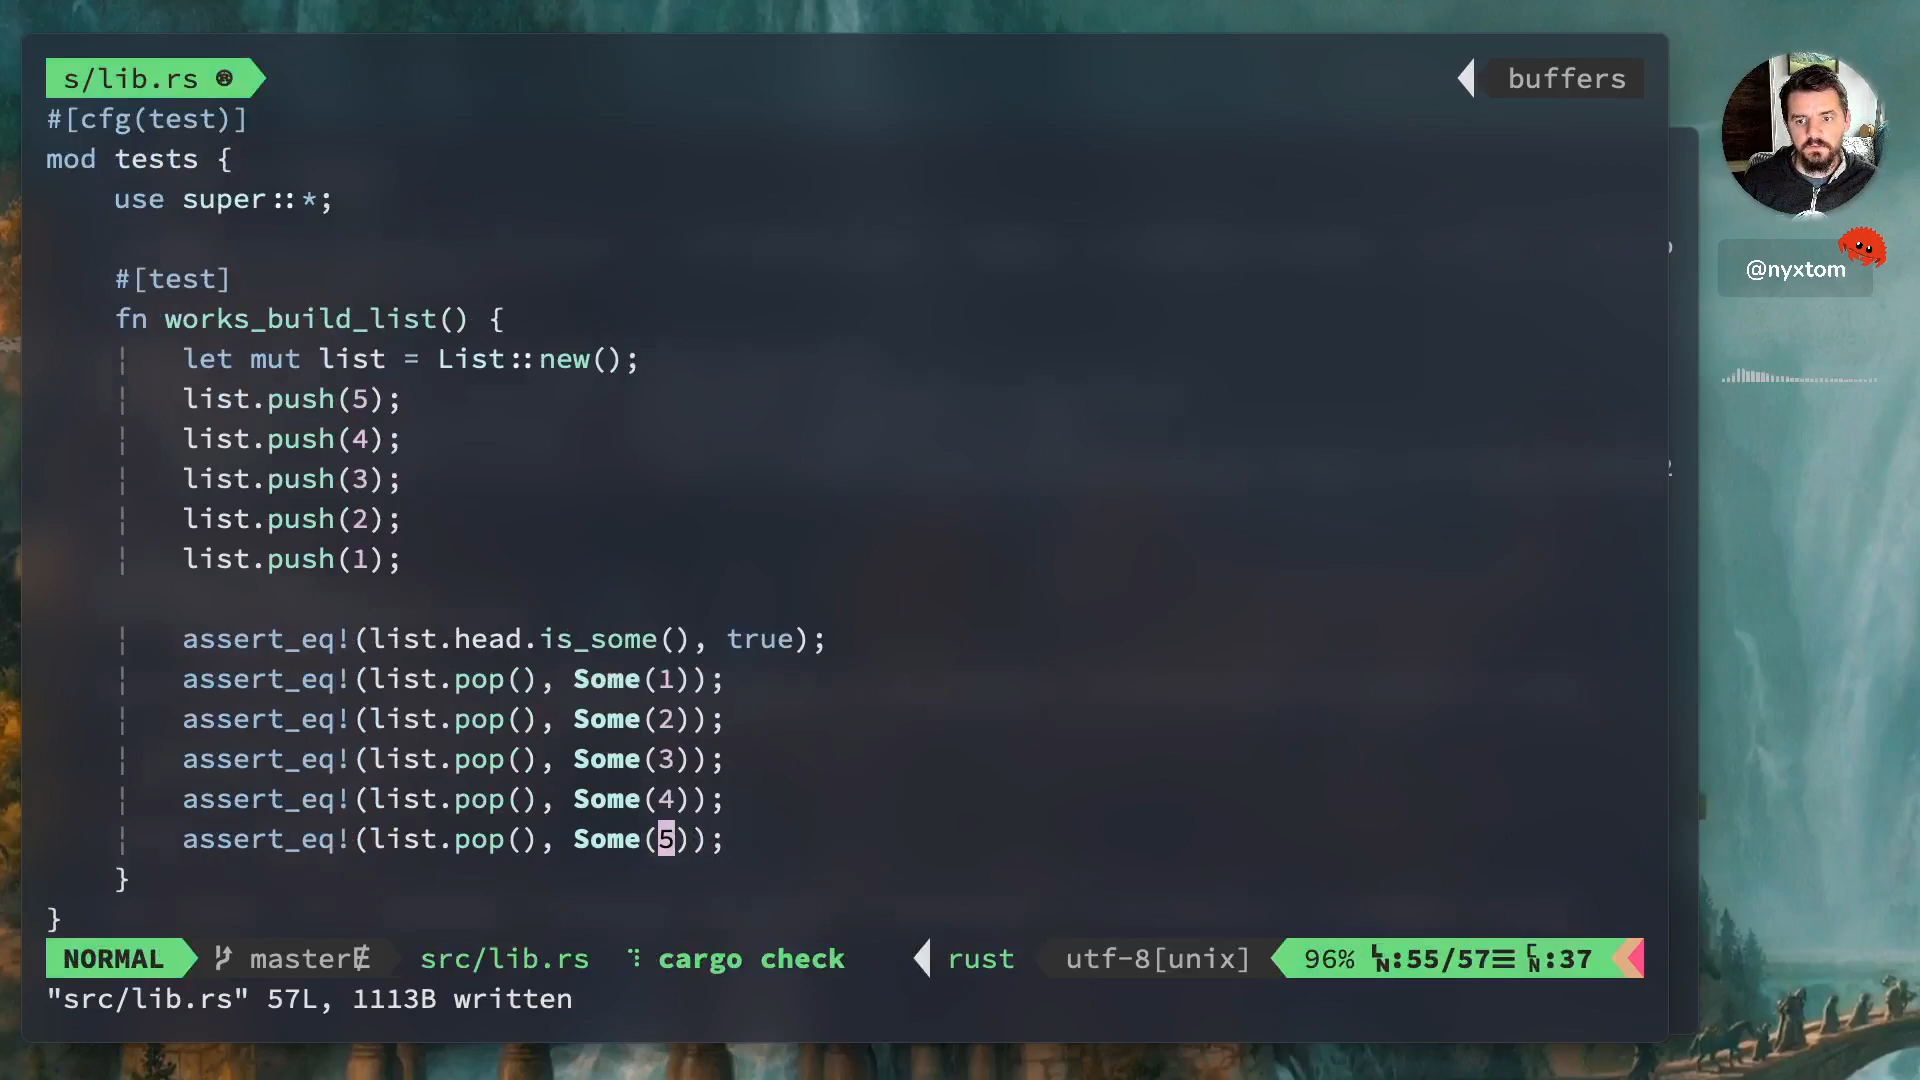 s/lib.rs
buffers
#[cfg(test)]
mod tests {
use super::*;
#[test]
fn works_build_list() {
let mut list = List::new();
list.push(5);
list.push(4);
list.push(3);
list.push(2);
list.push(1);
assert_eq!(list.head.is_some(), true);
assert_eq!(list.pop(), Some(1));
assert_eq!(list.pop(), Some(2));
assert_eq!(list.pop(), Some(3));
assert_eq!(list.pop(), Some(4));
assert_eq!(list.pop(), Some(5));
}
}
NORMAL master src/lib.rs cargo check rust utf-8[unix] 96% LN:55/57≡ CN:37
"src/lib.rs" 57L, 1113B written
@nyxtom